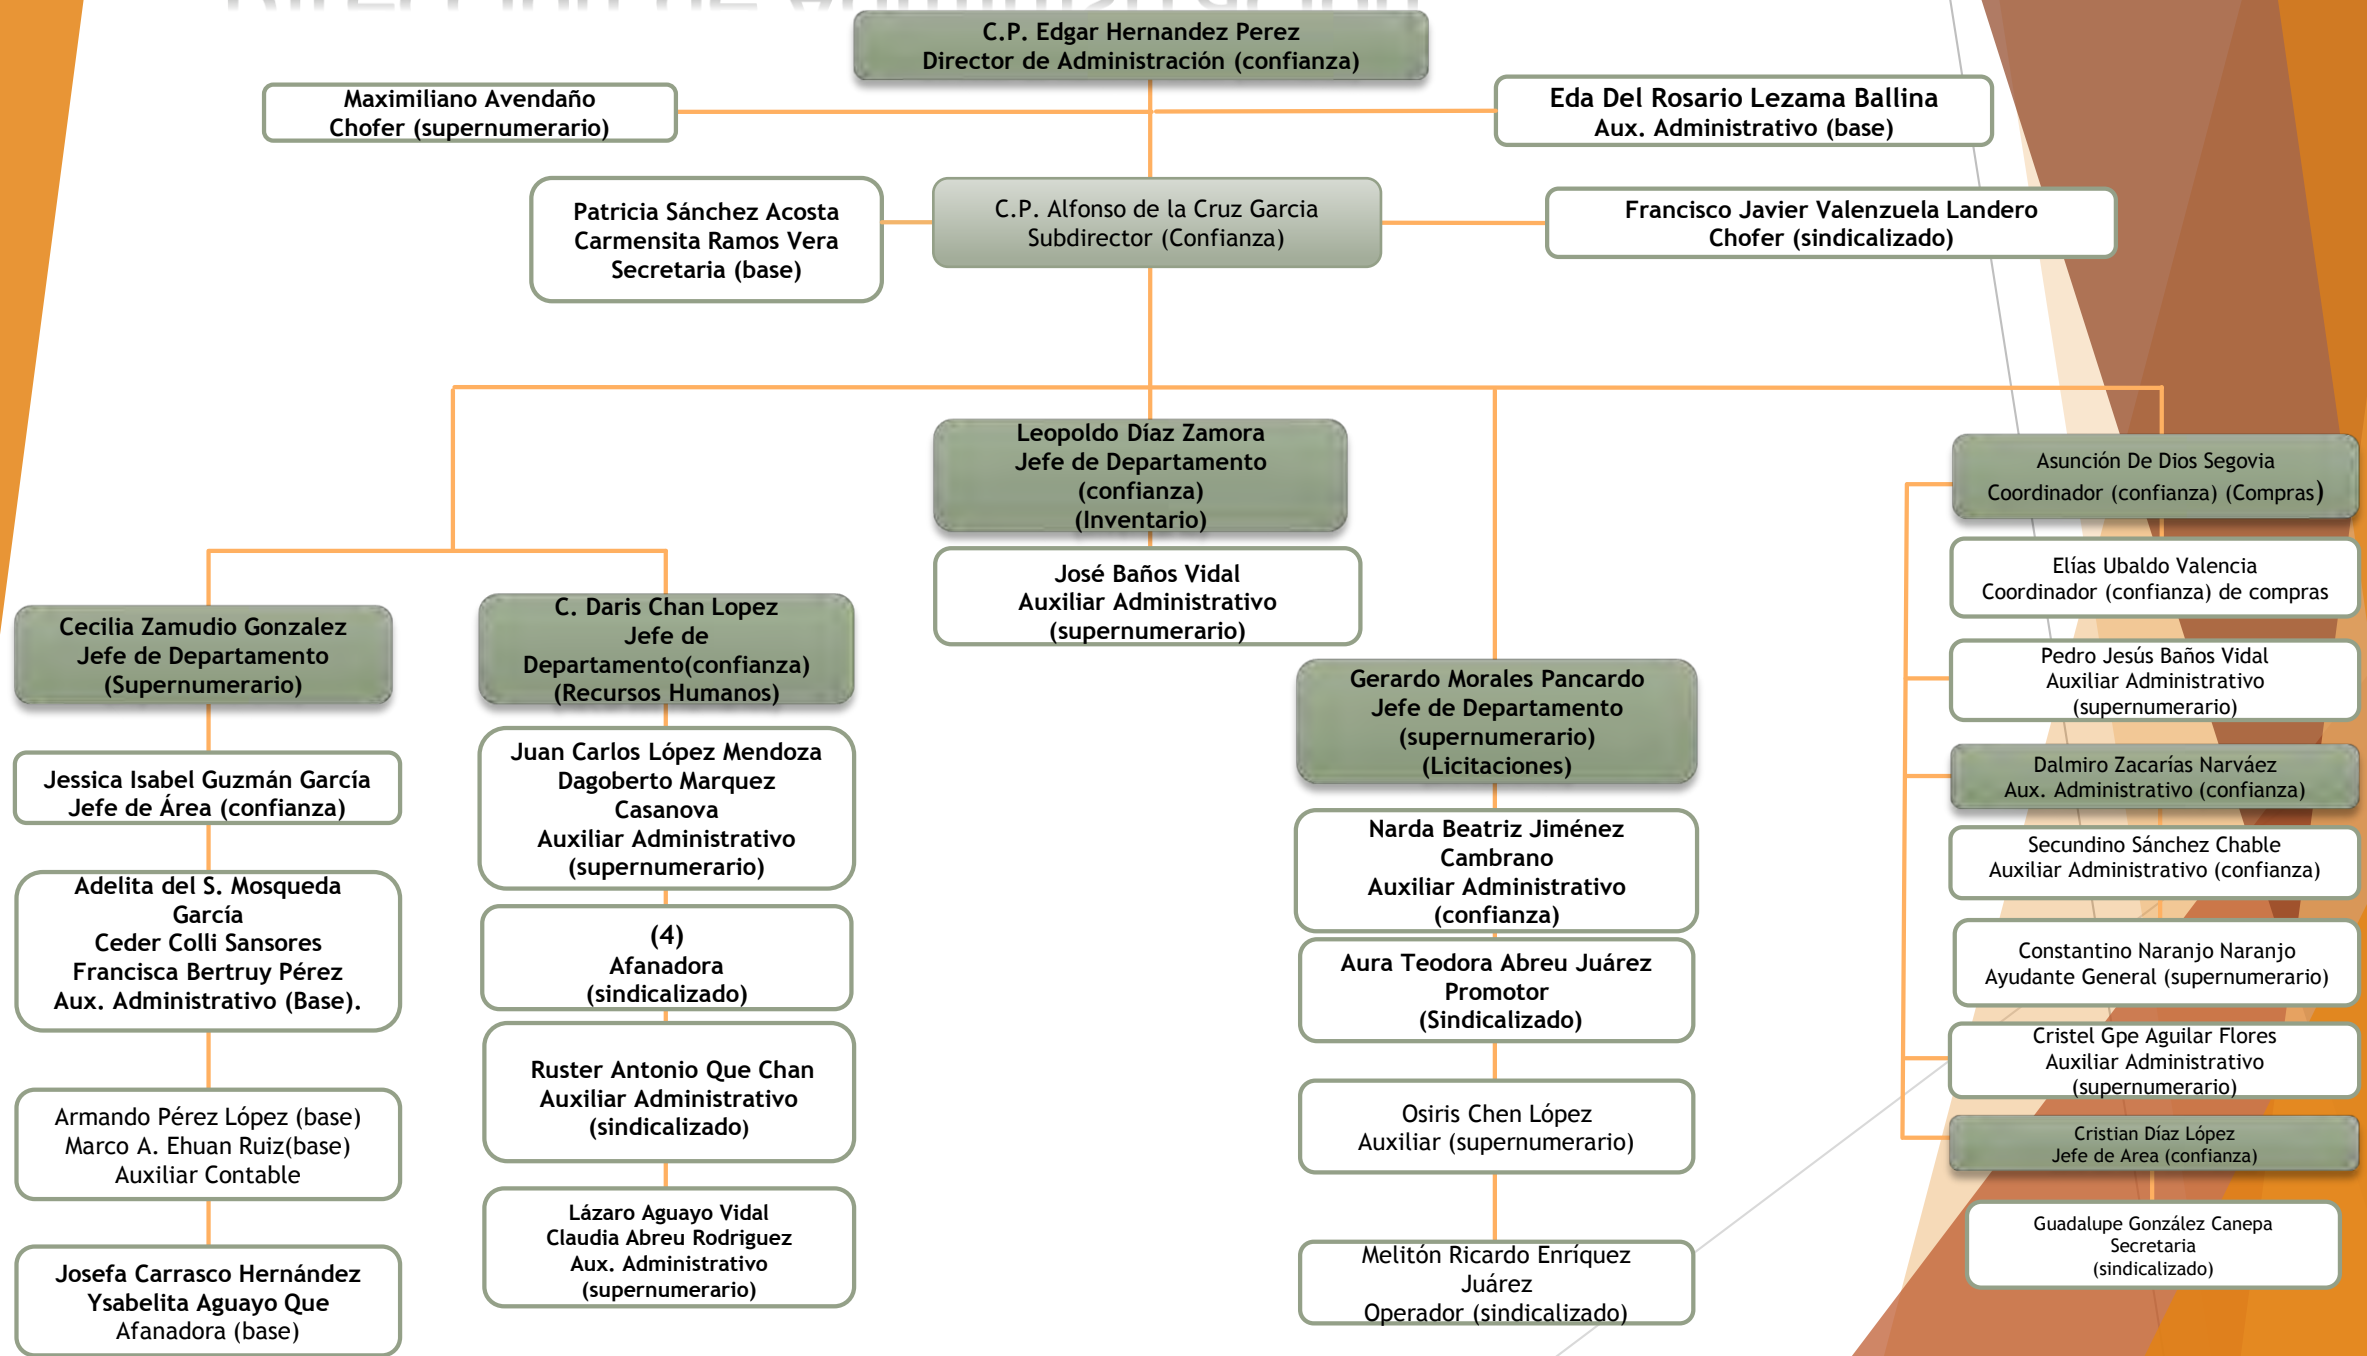 C.P. Edgar Hernandez Perez
Director de Administración (confianza)
Maximiliano Avendaño
Chofer (supernumerario)
Eda Del Rosario Lezama Ballina
Aux. Administrativo (base)
Patricia Sánchez Acosta
Carmensita Ramos Vera
Secretaria (base)
C.P. Alfonso de la Cruz Garcia
Subdirector (Confianza)
Francisco Javier Valenzuela Landero
Chofer (sindicalizado)
Cecilia Zamudio Gonzalez
Jefe de Departamento
(Supernumerario)
Jessica Isabel Guzmán García
Jefe de Área (confianza)
Adelita del S. Mosqueda
García
Ceder Colli Sansores
Francisca Bertruy Pérez
Aux. Administrativo (Base).
Armando Pérez López (base)
Marco A. Ehuan Ruiz(base)
Auxiliar Contable
Josefa Carrasco Hernández
Ysabelita Aguayo Que
Afanadora (base)
C. Daris Chan Lopez
Jefe de
Departamento(confianza)
(Recursos Humanos)
Juan Carlos López Mendoza
Dagoberto Marquez
Casanova
Auxiliar Administrativo
(supernumerario)
(4)
Afanadora
(sindicalizado)
Ruster Antonio Que Chan
Auxiliar Administrativo
(sindicalizado)
Lázaro Aguayo Vidal
Claudia Abreu Rodriguez
Aux. Administrativo
(supernumerario)
Leopoldo Díaz Zamora
Jefe de Departamento
(confianza)
(Inventario)
José Baños Vidal
Auxiliar Administrativo
(supernumerario)
Gerardo Morales Pancardo
Jefe de Departamento
(supernumerario)
(Licitaciones)
Narda Beatriz Jiménez
Cambrano
Auxiliar Administrativo
(confianza)
Aura Teodora Abreu Juárez
Promotor
(Sindicalizado)
Osiris Chen López
Auxiliar (supernumerario)
Melitón Ricardo Enríquez
Juárez
Operador (sindicalizado)
Asunción De Dios Segovia
Coordinador (confianza) (Compras)
Elías Ubaldo Valencia
Coordinador (confianza) de compras
Pedro Jesús Baños Vidal
Auxiliar Administrativo
(supernumerario)
Dalmiro Zacarías Narváez
Aux. Administrativo (confianza)
Secundino Sánchez Chable
Auxiliar Administrativo (confianza)
Constantino Naranjo Naranjo
Ayudante General (supernumerario)
Cristel Gpe Aguilar Flores
Auxiliar Administrativo
(supernumerario)
Cristian Díaz López
Jefe de Area (confianza)
Guadalupe González Canepa
Secretaria
(sindicalizado)